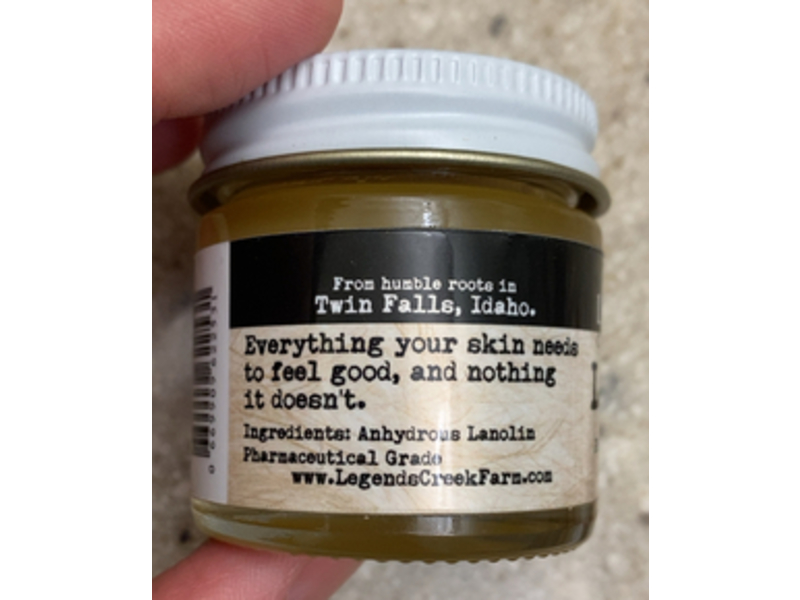 From humble roots in
Twin Falls, Idaho.
Everything your skin needs
to feel good, and nothing
it doesn't.
Ingredients: Anhydrous Lanolin
Pharmaceutical Grade
www.LegendsCreekFarm.com